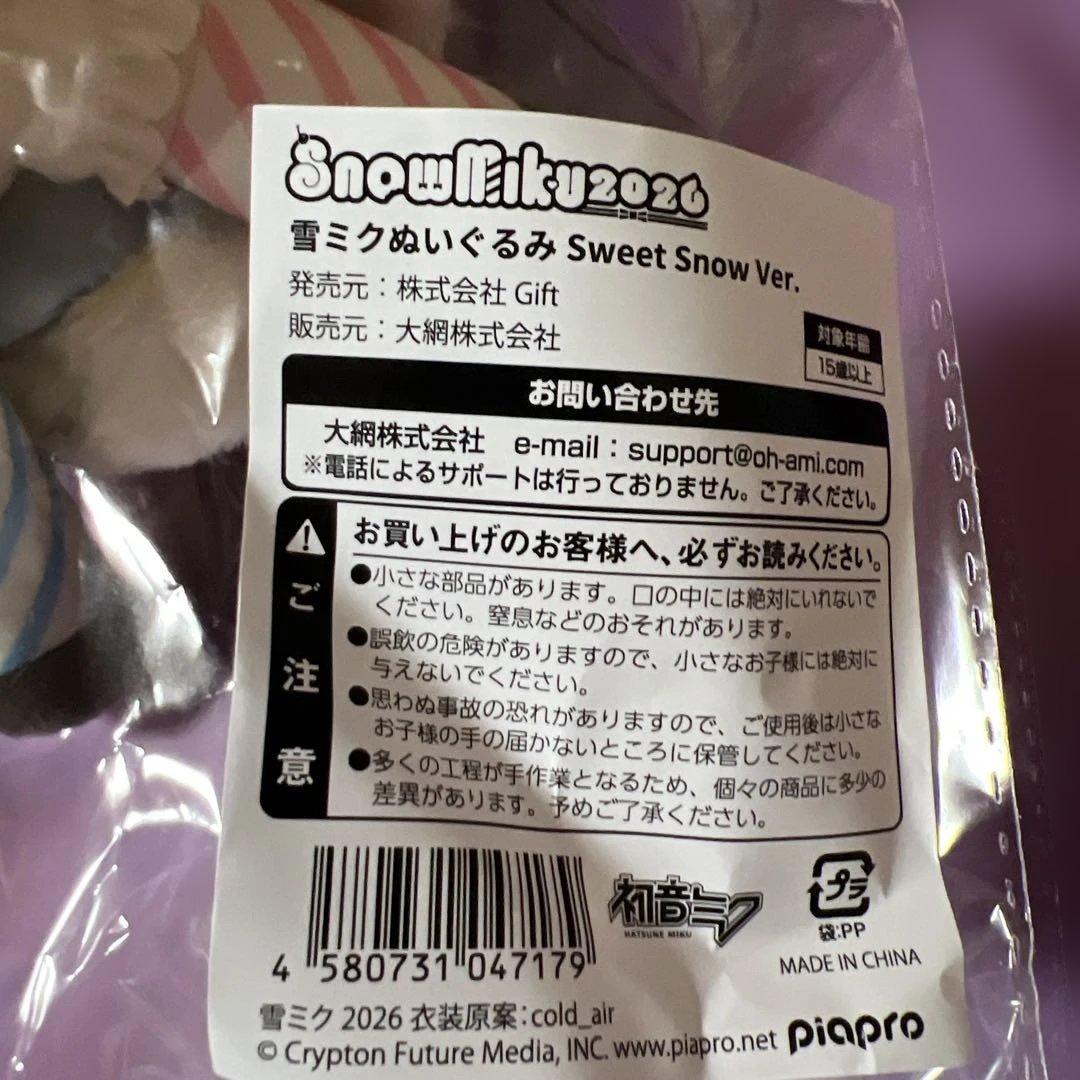 SnowMiku2026
雪ミクぬいぐるみ Sweet Snow Ver.
発売元：株式会社 Gift
販売元：大網株式会社
対象年齢
15歳以上
お問い合わせ先
大網株式会社 e-mail：support@oh-ami.com
※電話によるサポートは行っておりません。ご了承ください。
ご注意
お買い上げのお客様へ、必ずお読みください。
●小さな部品があります。口の中には絶対にいれないで
ください。窒息などのおそれがあります。
●誤飲の危険がありますので、小さなお子様には絶対に
与えないでください。
●思わぬ事故の恐れがありますので、ご使用後は小さな
お子様の手の届かないところに保管してください。
●多くの工程が手作業となるため、個々の商品に多少の
差異があります。予めご了承ください。
4 580731 047179
初音ミク
HATSUNE MIKU
プラ
袋:PP
MADE IN CHINA
雪ミク 2026 衣装原案：cold_air
© Crypton Future Media, INC. www.piapro.net piapro